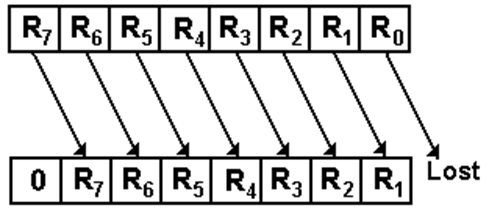 R₇ R₆ R₅ R₄ R₃ R₂ R₁ R₀
Lost
0 R₇ R₆ R₅ R₄ R₃ R₂ R₁